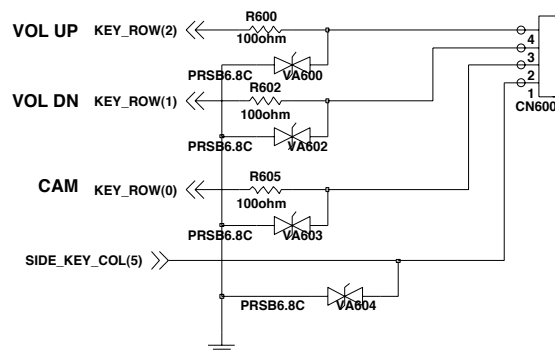 VOL UP KEY_ROW(2) R600
100ohm
4
PRSB6.8C VA600
3
VOL DN KEY_ROW(1) R602
100ohm
2
1
CN600
PRSB6.8C VA602
CAM KEY_ROW(0) R605
100ohm
PRSB6.8C VA603
SIDE_KEY_COL(5)
PRSB6.8C VA604